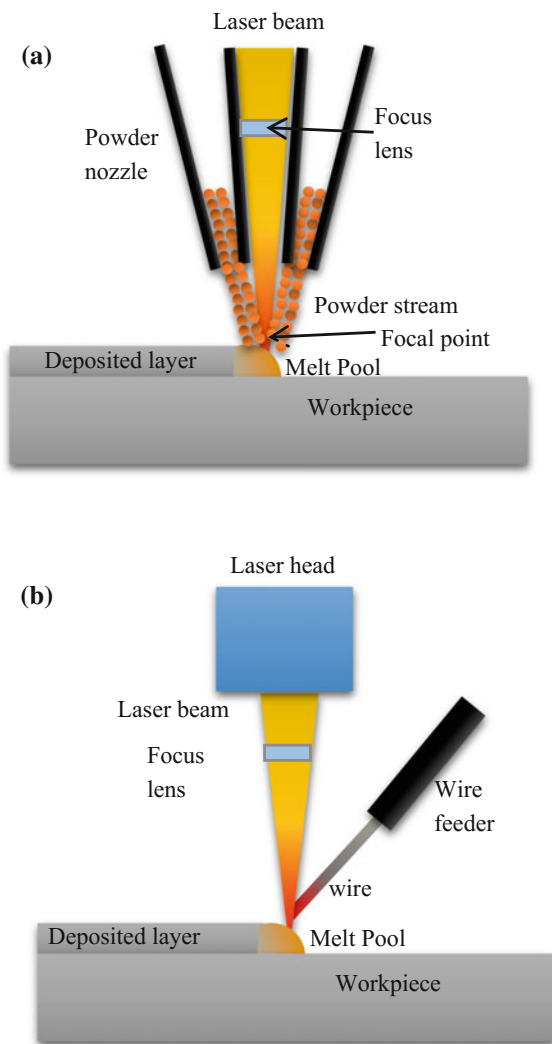 Laser beam
(a)
Focus
lens
Powder
nozzle
Powder stream
Focal point
Deposited layer
Melt Pool
Workpiece
Laser head
(b)
Laser beam
Focus
lens
Wire
feeder
wire
Deposited layer
Melt Pool
Workpiece